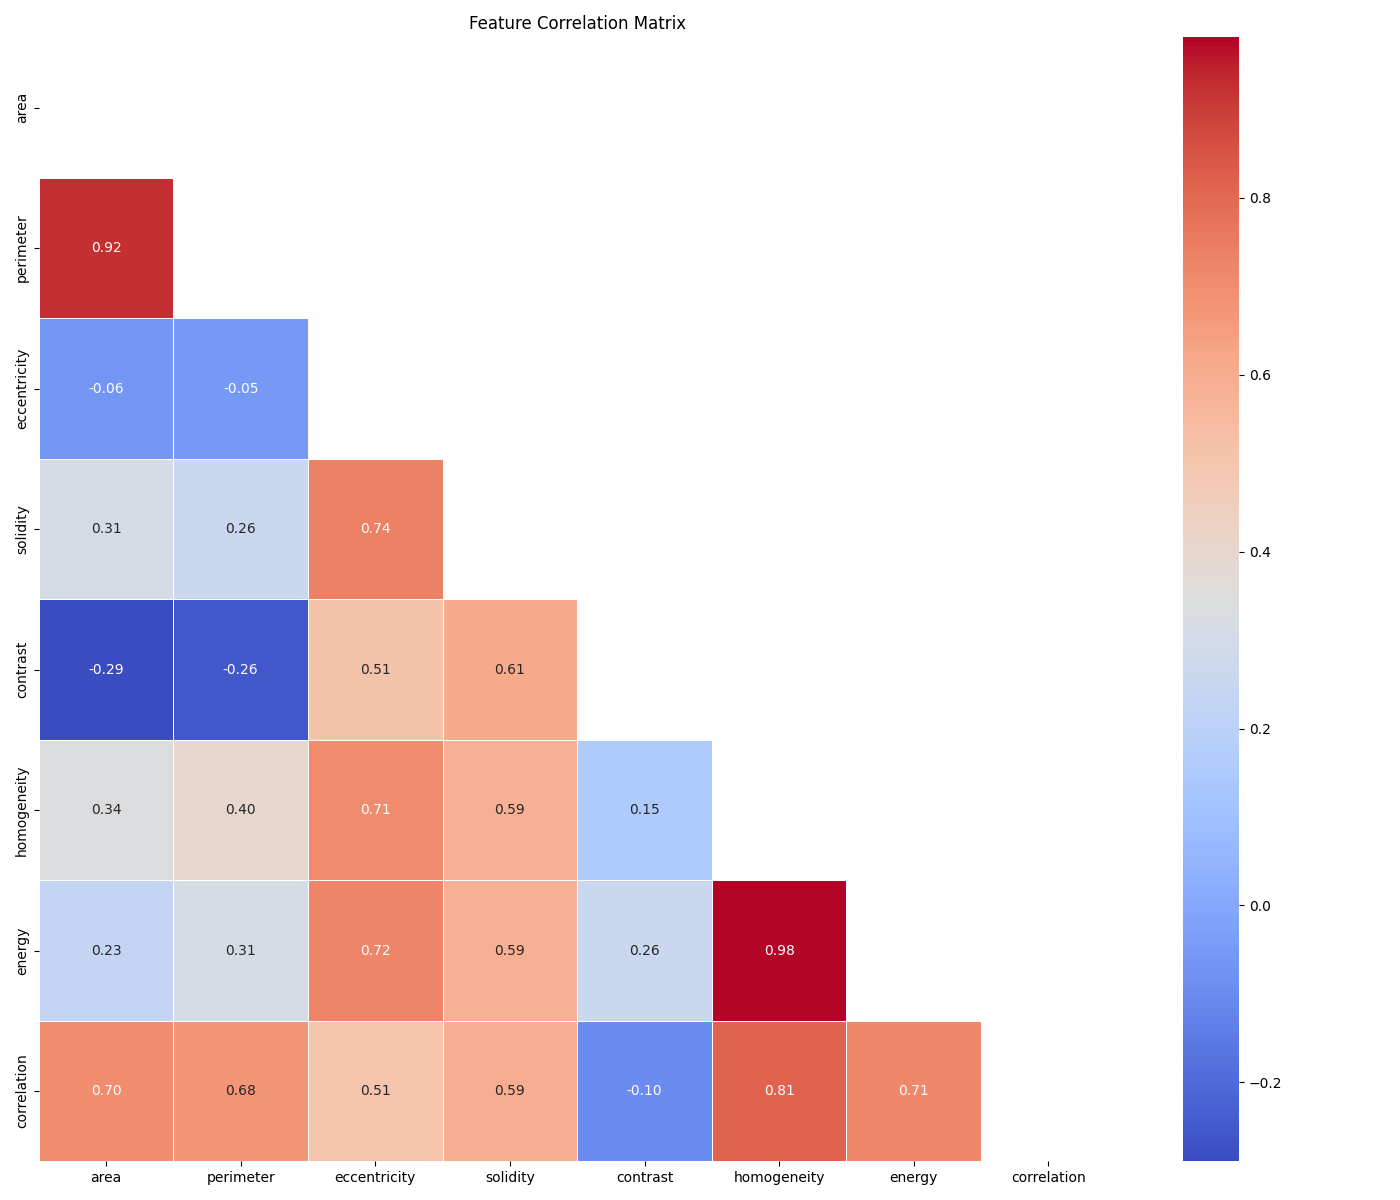 Feature Correlation Matrix
area
perimeter 0.92
eccentricity -0.06 -0.05
solidity 0.31 0.26 0.74
contrast -0.29 -0.26 0.51 0.61
homogeneity 0.34 0.40 0.71 0.59 0.15
energy 0.23 0.31 0.72 0.59 0.26 0.98
correlation 0.70 0.68 0.51 0.59 -0.10 0.81 0.71
area perimeter eccentricity solidity contrast homogeneity energy correlation
0.8
0.6
0.4
0.2
0.0
−0.2